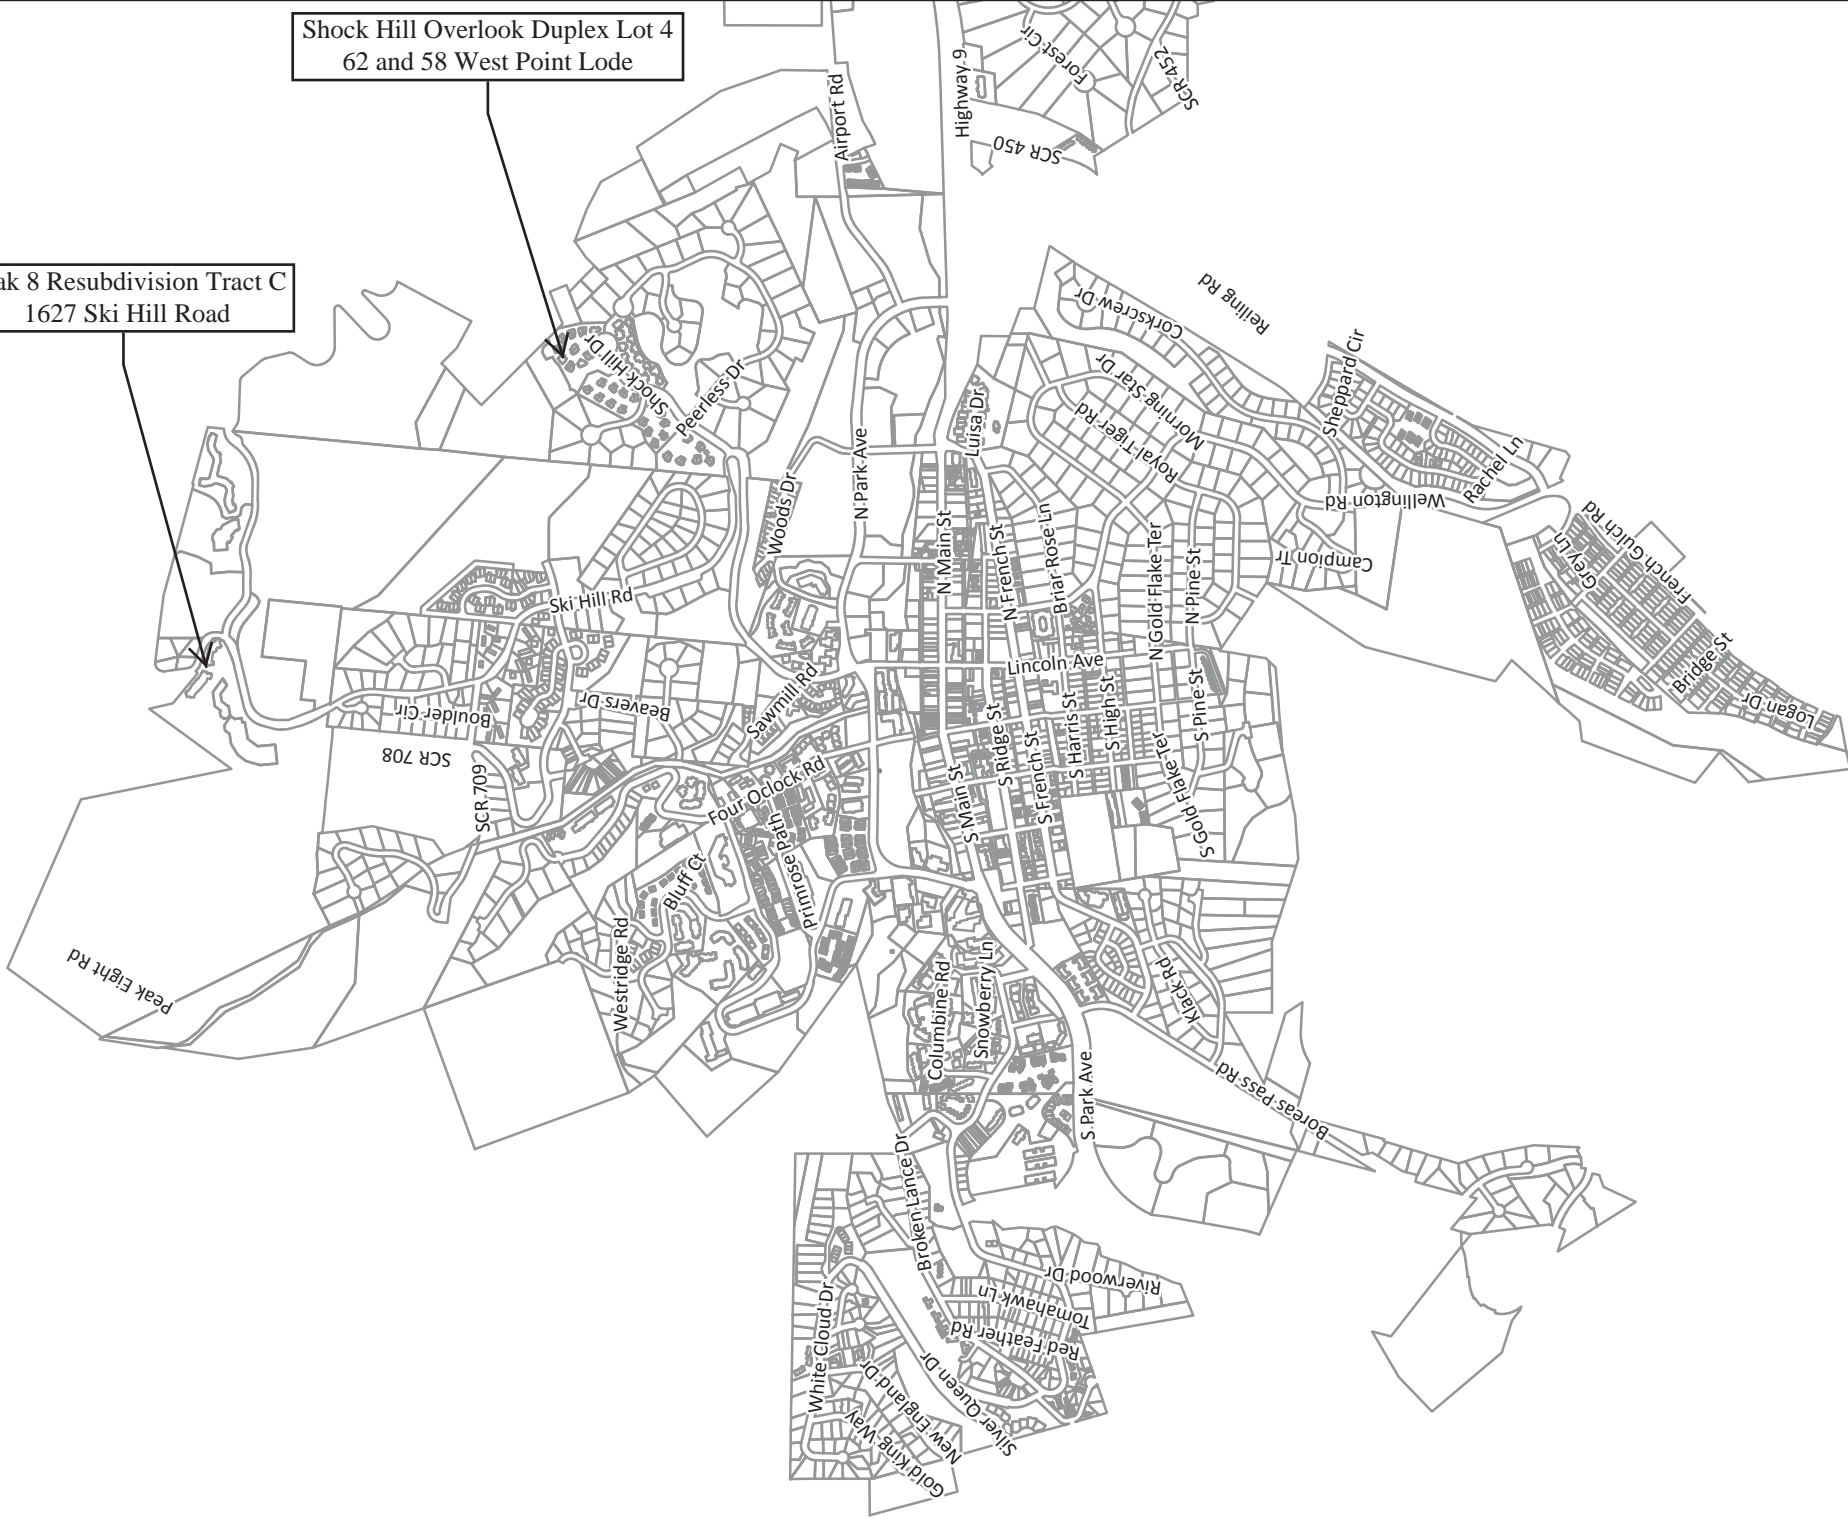 Shock Hill Overlook Duplex Lot 4
62 and 58 West Point Lode
ak 8 Resubdivision Tract C
1627 Ski Hill Road
Forest Cir
SCR 452
Highway 9
SCR 450
Airport Rd
Reiling Rd
Corkscrew Dr
Shock Hill Dr
Peerless Dr
Morning Star Dr
Royal Tiger Rd
Sheppard Cir
Luisa Dr
N Park Ave
Woods Dr
Rachel Ln
Wellington Rd
French Gulch Rd
Grey Ln
Campion Tr
N Main St
N French St
Briar Rose Ln
N Gold Flake Ter
N Pine St
Ski Hill Rd
Lincoln Ave
Bridge St
Logan Dr
Sawmill Rd
Beavers Dr
Boulder Cir
SCR 708
SCR 709
S Ridge St
S Harris St
S High St
S Pine St
S French St
S Main St
S Gold Flake Ter
Four Oclock Rd
Primrose Path
Bluff Ct
Westridge Rd
Peak Eight Rd
Columbine Rd
Snowberry Ln
Klack Rd
S Park Ave
Boreas Pass Rd
Broken Lance Dr
Riverwood Dr
Tomahawk Ln
Red Feather Rd
White Cloud Dr
Silver Queen Dr
New England Dr
Gold King Way